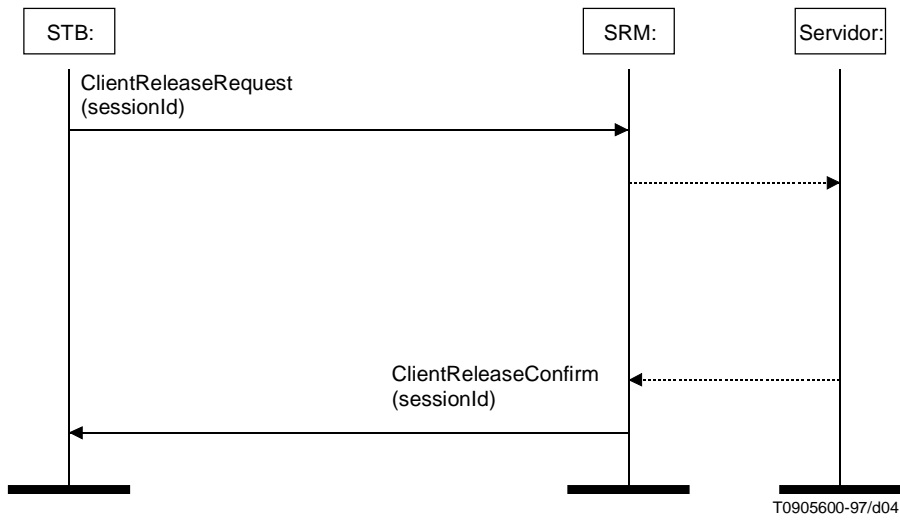 STB:
SRM:
Servidor:
ClientReleaseRequest
(sessionId)
ClientReleaseConfirm
(sessionId)
T0905600-97/d04